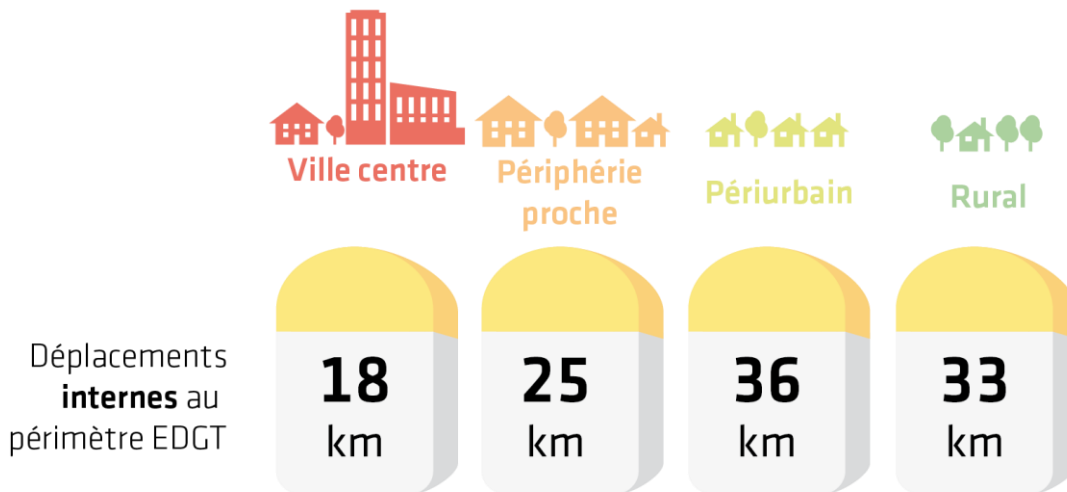 Ville centre
Périphérie
proche
Périurbain
Rural
Déplacements
internes au
périmètre EDGT
18
km
25
km
36
km
33
km